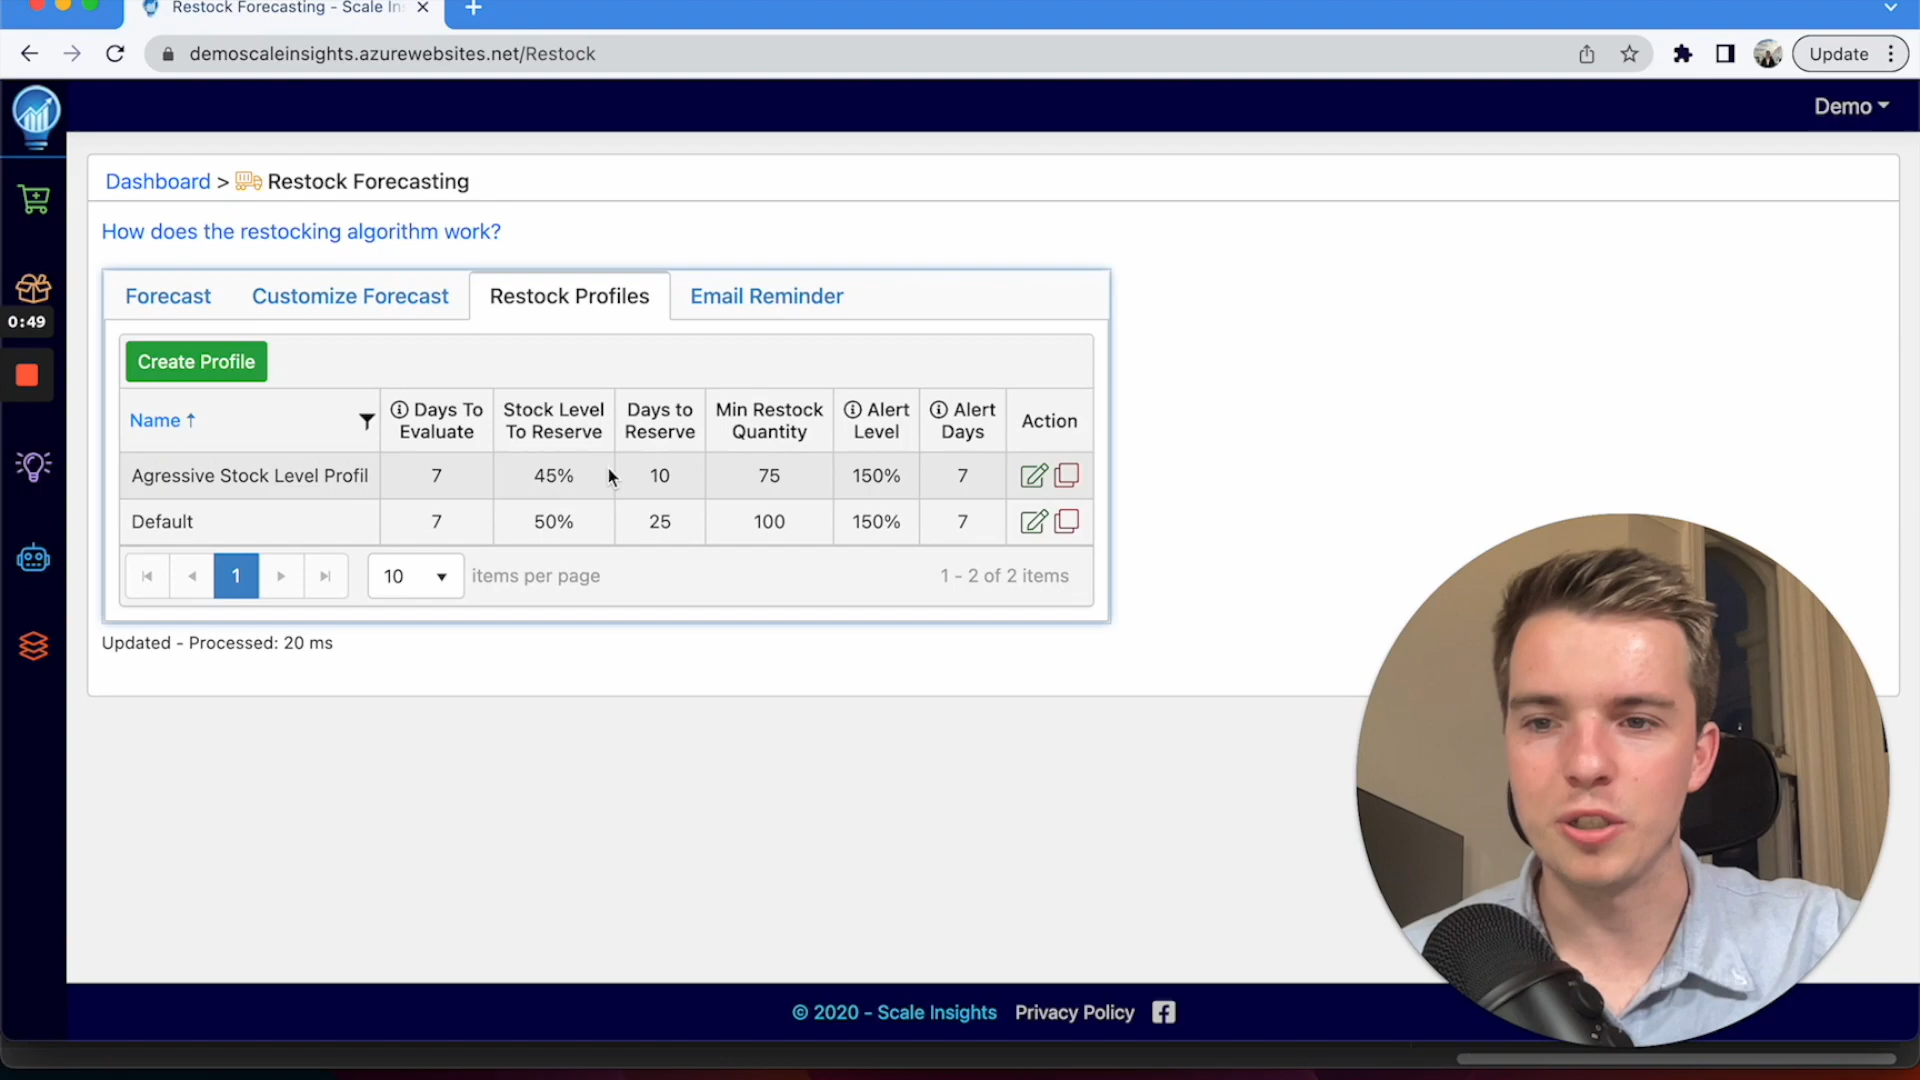 Restock Forecasting - Scale In
demoscaleinsights.azurewebsites.net/Restock
Update
Demo
Dashboard > Restock Forecasting
How does the restocking algorithm work?
Forecast Customize Forecast Restock Profiles Email Reminder
0:49
Create Profile
Name Days To Evaluate Stock Level To Reserve Days to Reserve Min Restock Quantity Alert Level Alert Days Action
Agressive Stock Level Profil 7 45% 10 75 150% 7
Default 7 50% 25 100 150% 7
1 10 items per page 1 - 2 of 2 items
Updated - Processed: 20 ms
© 2020 - Scale Insights Privacy Policy